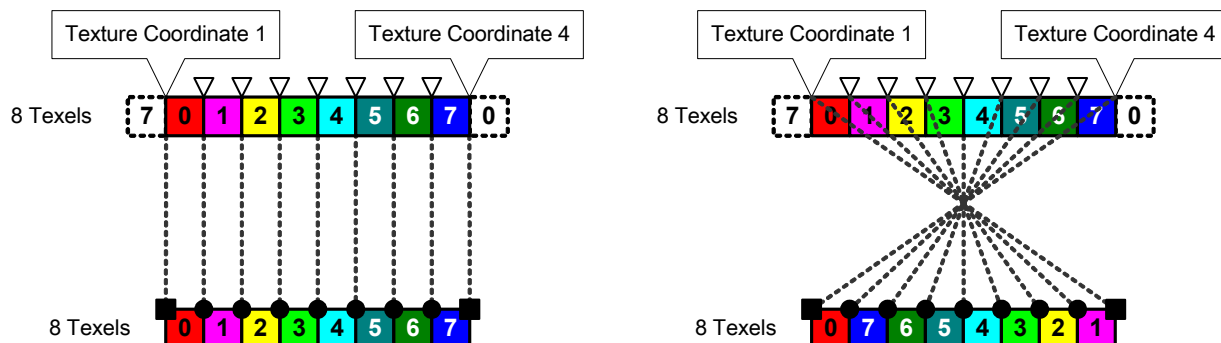 Texture Coordinate 1 Texture Coordinate 4 Texture Coordinate 1 Texture Coordinate 4
8 Texels 7 0 1 2 3 4 5 6 7 0 8 Texels 7 0 1 2 3 4 5 6 7 0
8 Texels 0 1 2 3 4 5 6 7 8 Texels 0 7 6 5 4 3 2 1